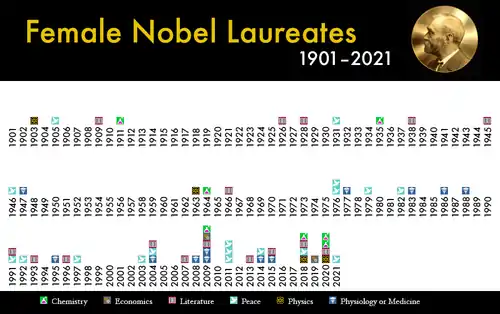 Female Nobel Laureates
1901–2021
1901 1902 1903 1904 1905 1906 1907 1908 1909 1910 1911 1912 1913 1914 1915 1916 1917 1918 1919 1920 1921 1922 1923 1924 1925 1926 1927 1928 1929 1930 1931 1932 1933 1934 1935 1936 1937 1938 1939 1940 1941 1942 1943 1944 1945
1946 1947 1948 1949 1950 1951 1952 1953 1954 1955 1956 1957 1958 1959 1960 1961 1962 1963 1964 1965 1966 1967 1968 1969 1970 1971 1972 1973 1974 1975 1976 1977 1978 1979 1980 1981 1982 1983 1984 1985 1986 1987 1988 1989 1990
1991 1992 1993 1994 1995 1996 1997 1998 1999 2000 2001 2002 2003 2004 2005 2006 2007 2008 2009 2010 2011 2012 2013 2014 2015 2016 2017 2018 2019 2020 2021
Chemistry Economics Literature Peace Physics Physiology or Medicine